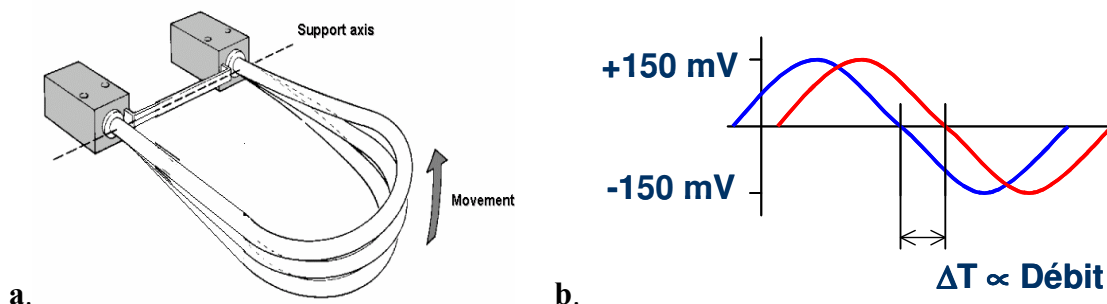 Support axis
Movement
a.
+150 mV
-150 mV
ΔT ∝ Débit
b.